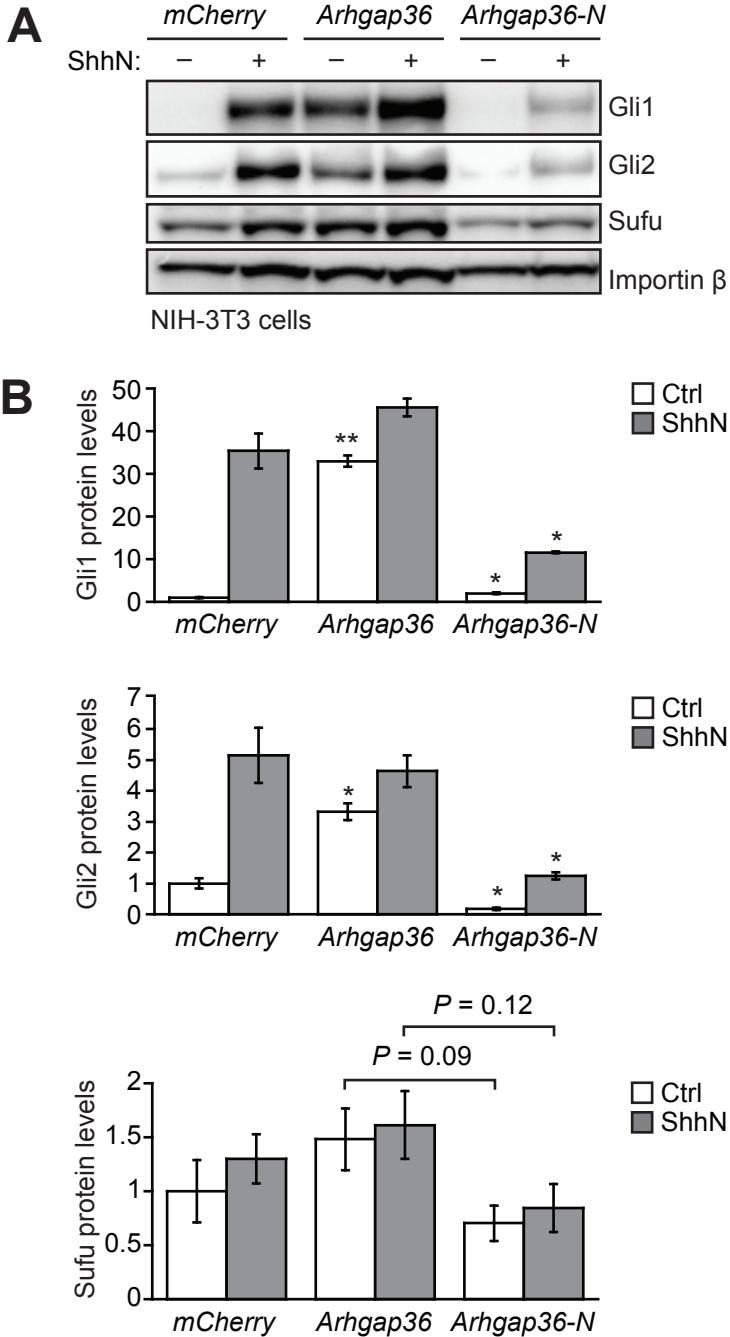 A
mCherry Arhgap36 Arhgap36-N
ShhN: – + – + – +
Gli1
Gli2
Sufu
Importin β
NIH-3T3 cells
B
50
40
30
20
10
0
Gli1 protein levels
**
*
*
mCherry Arhgap36 Arhgap36-N
Ctrl
ShhN
7
6
5
4
3
2
1
0
Gli2 protein levels
*
*
*
mCherry Arhgap36 Arhgap36-N
Ctrl
ShhN
P = 0.12
P = 0.09
2
1.5
1
0.5
0
Sufu protein levels
mCherry Arhgap36 Arhgap36-N
Ctrl
ShhN